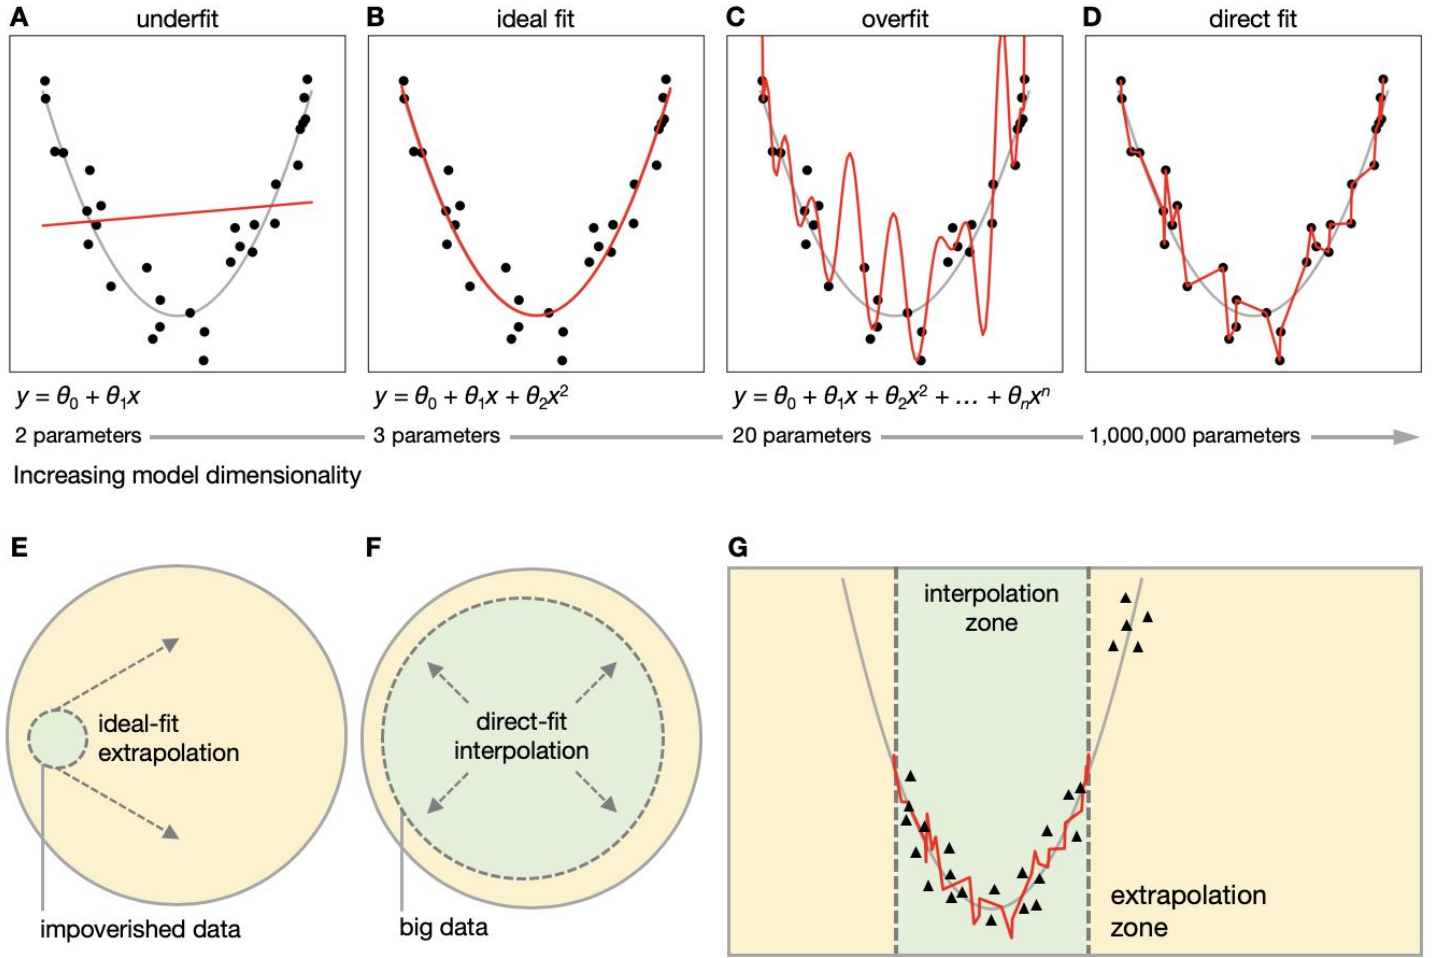 A underfit
B ideal fit
C overfit
D direct fit
y = θ₀ + θ₁x
y = θ₀ + θ₁x + θ₂x²
y = θ₀ + θ₁x + θ₂x² + … + θₙxⁿ
2 parameters
3 parameters
20 parameters
1,000,000 parameters
Increasing model dimensionality
E
ideal-fit
extrapolation
impoverished data
F
direct-fit
interpolation
big data
G
interpolation
zone
extrapolation
zone